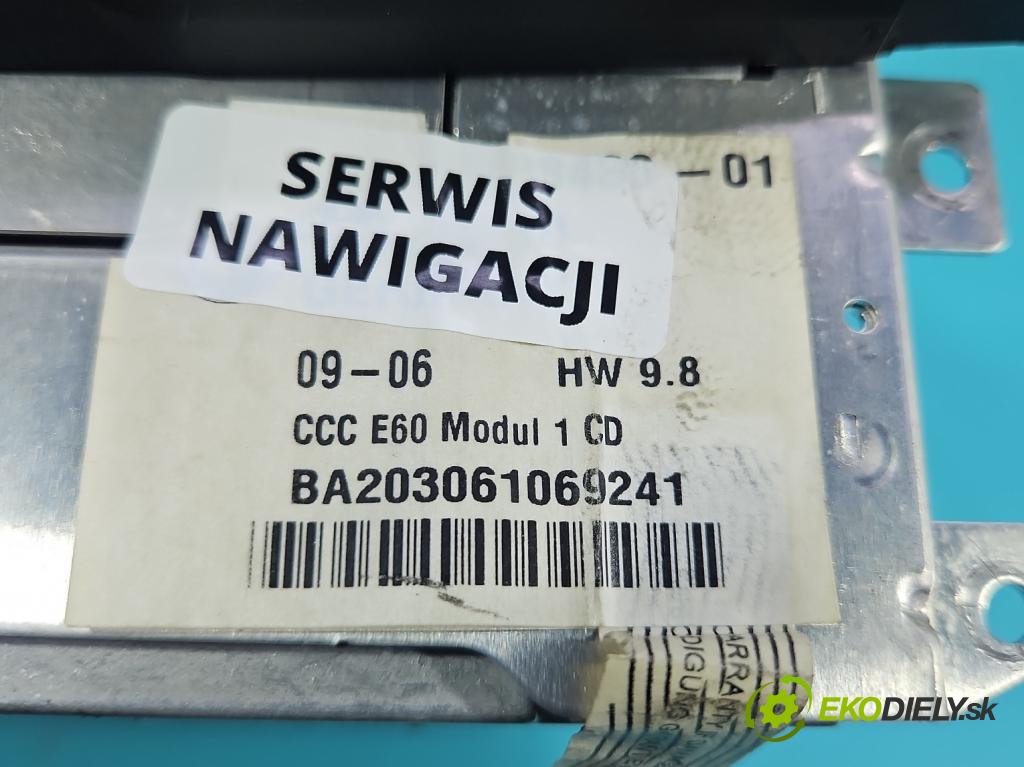 -01
SERWIS
NAWIGACJI
09-06 HW 9.8
CCC E60 Modul 1 CD
BA203061069241
EKODIELY.sk